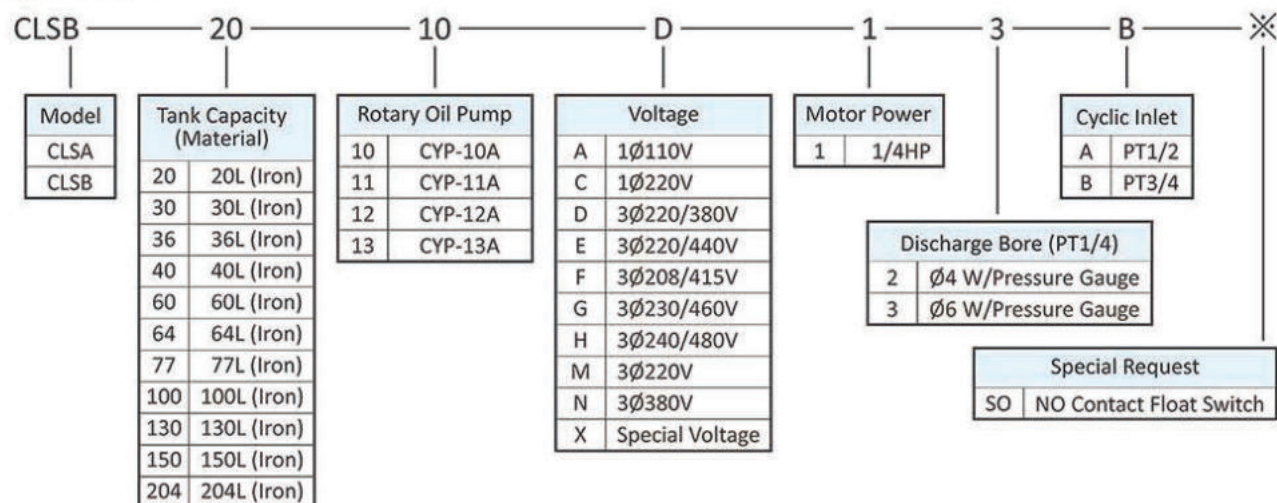 CLSB 20 10 D 1 3 B ※
Model
CLSA
CLSB
Tank Capacity
(Material)
20 20L (Iron)
30 30L (Iron)
36 36L (Iron)
40 40L (Iron)
60 60L (Iron)
64 64L (Iron)
77 77L (Iron)
100 100L (Iron)
130 130L (Iron)
150 150L (Iron)
204 204L (Iron)
Rotary Oil Pump
10 CYP-10A
11 CYP-11A
12 CYP-12A
13 CYP-13A
Voltage
A 1Ø110V
C 1Ø220V
D 3Ø220/380V
E 3Ø220/440V
F 3Ø208/415V
G 3Ø230/460V
H 3Ø240/480V
M 3Ø220V
N 3Ø380V
X Special Voltage
Motor Power
1 1/4HP
Discharge Bore (PT1/4)
2 Ø4 W/Pressure Gauge
3 Ø6 W/Pressure Gauge
Cyclic Inlet
A PT1/2
B PT3/4
Special Request
SO NO Contact Float Switch